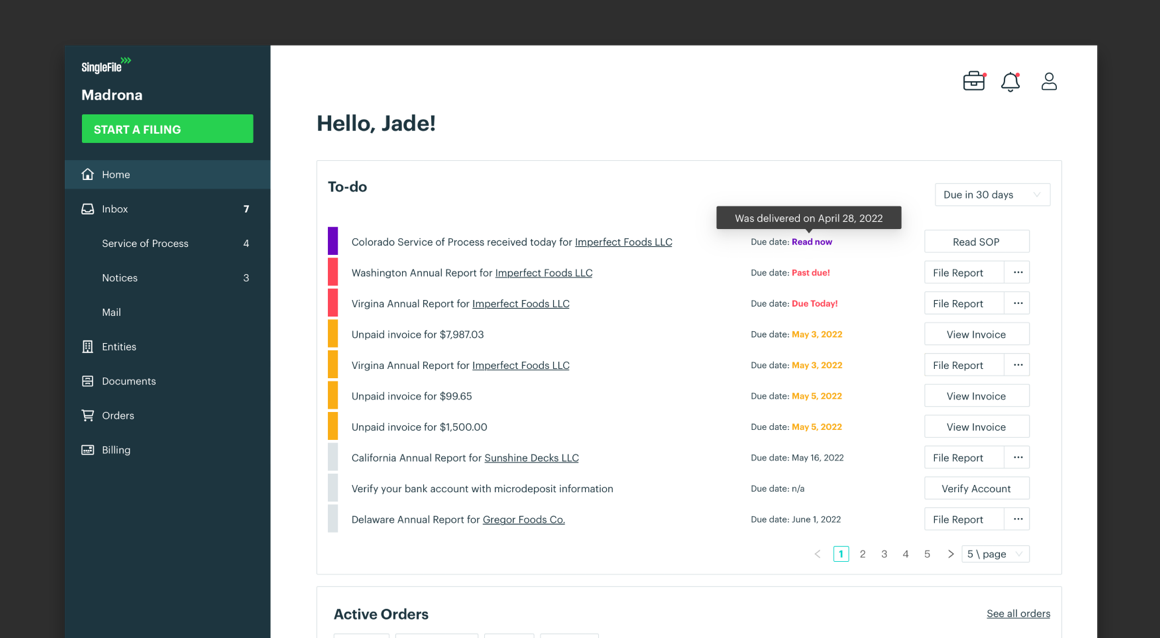 SingleFile
Madrona
START A FILING
Home
Inbox 7
Service of Process 4
Notices 3
Mail
Entities
Documents
Orders
Billing
Hello, Jade!
To-do
Due in 30 days
Was delivered on April 28, 2022
Colorado Service of Process received today for Imperfect Foods LLC Due date: Read now Read SOP
Washington Annual Report for Imperfect Foods LLC Due date: Past due! File Report ...
Virgina Annual Report for Imperfect Foods LLC Due date: Due Today! File Report ...
Unpaid invoice for $7,987.03 Due date: May 3, 2022 View Invoice
Virgina Annual Report for Imperfect Foods LLC Due date: May 3, 2022 File Report ...
Unpaid invoice for $99.65 Due date: May 5, 2022 View Invoice
Unpaid invoice for $1,500.00 Due date: May 5, 2022 View Invoice
California Annual Report for Sunshine Decks LLC Due date: May 16, 2022 File Report ...
Verify your bank account with microdeposit information Due date: n/a Verify Account
Delaware Annual Report for Gregor Foods Co. Due date: June 1, 2022 File Report ...
< 1 2 3 4 5 > 5 \ page
Active Orders See all orders